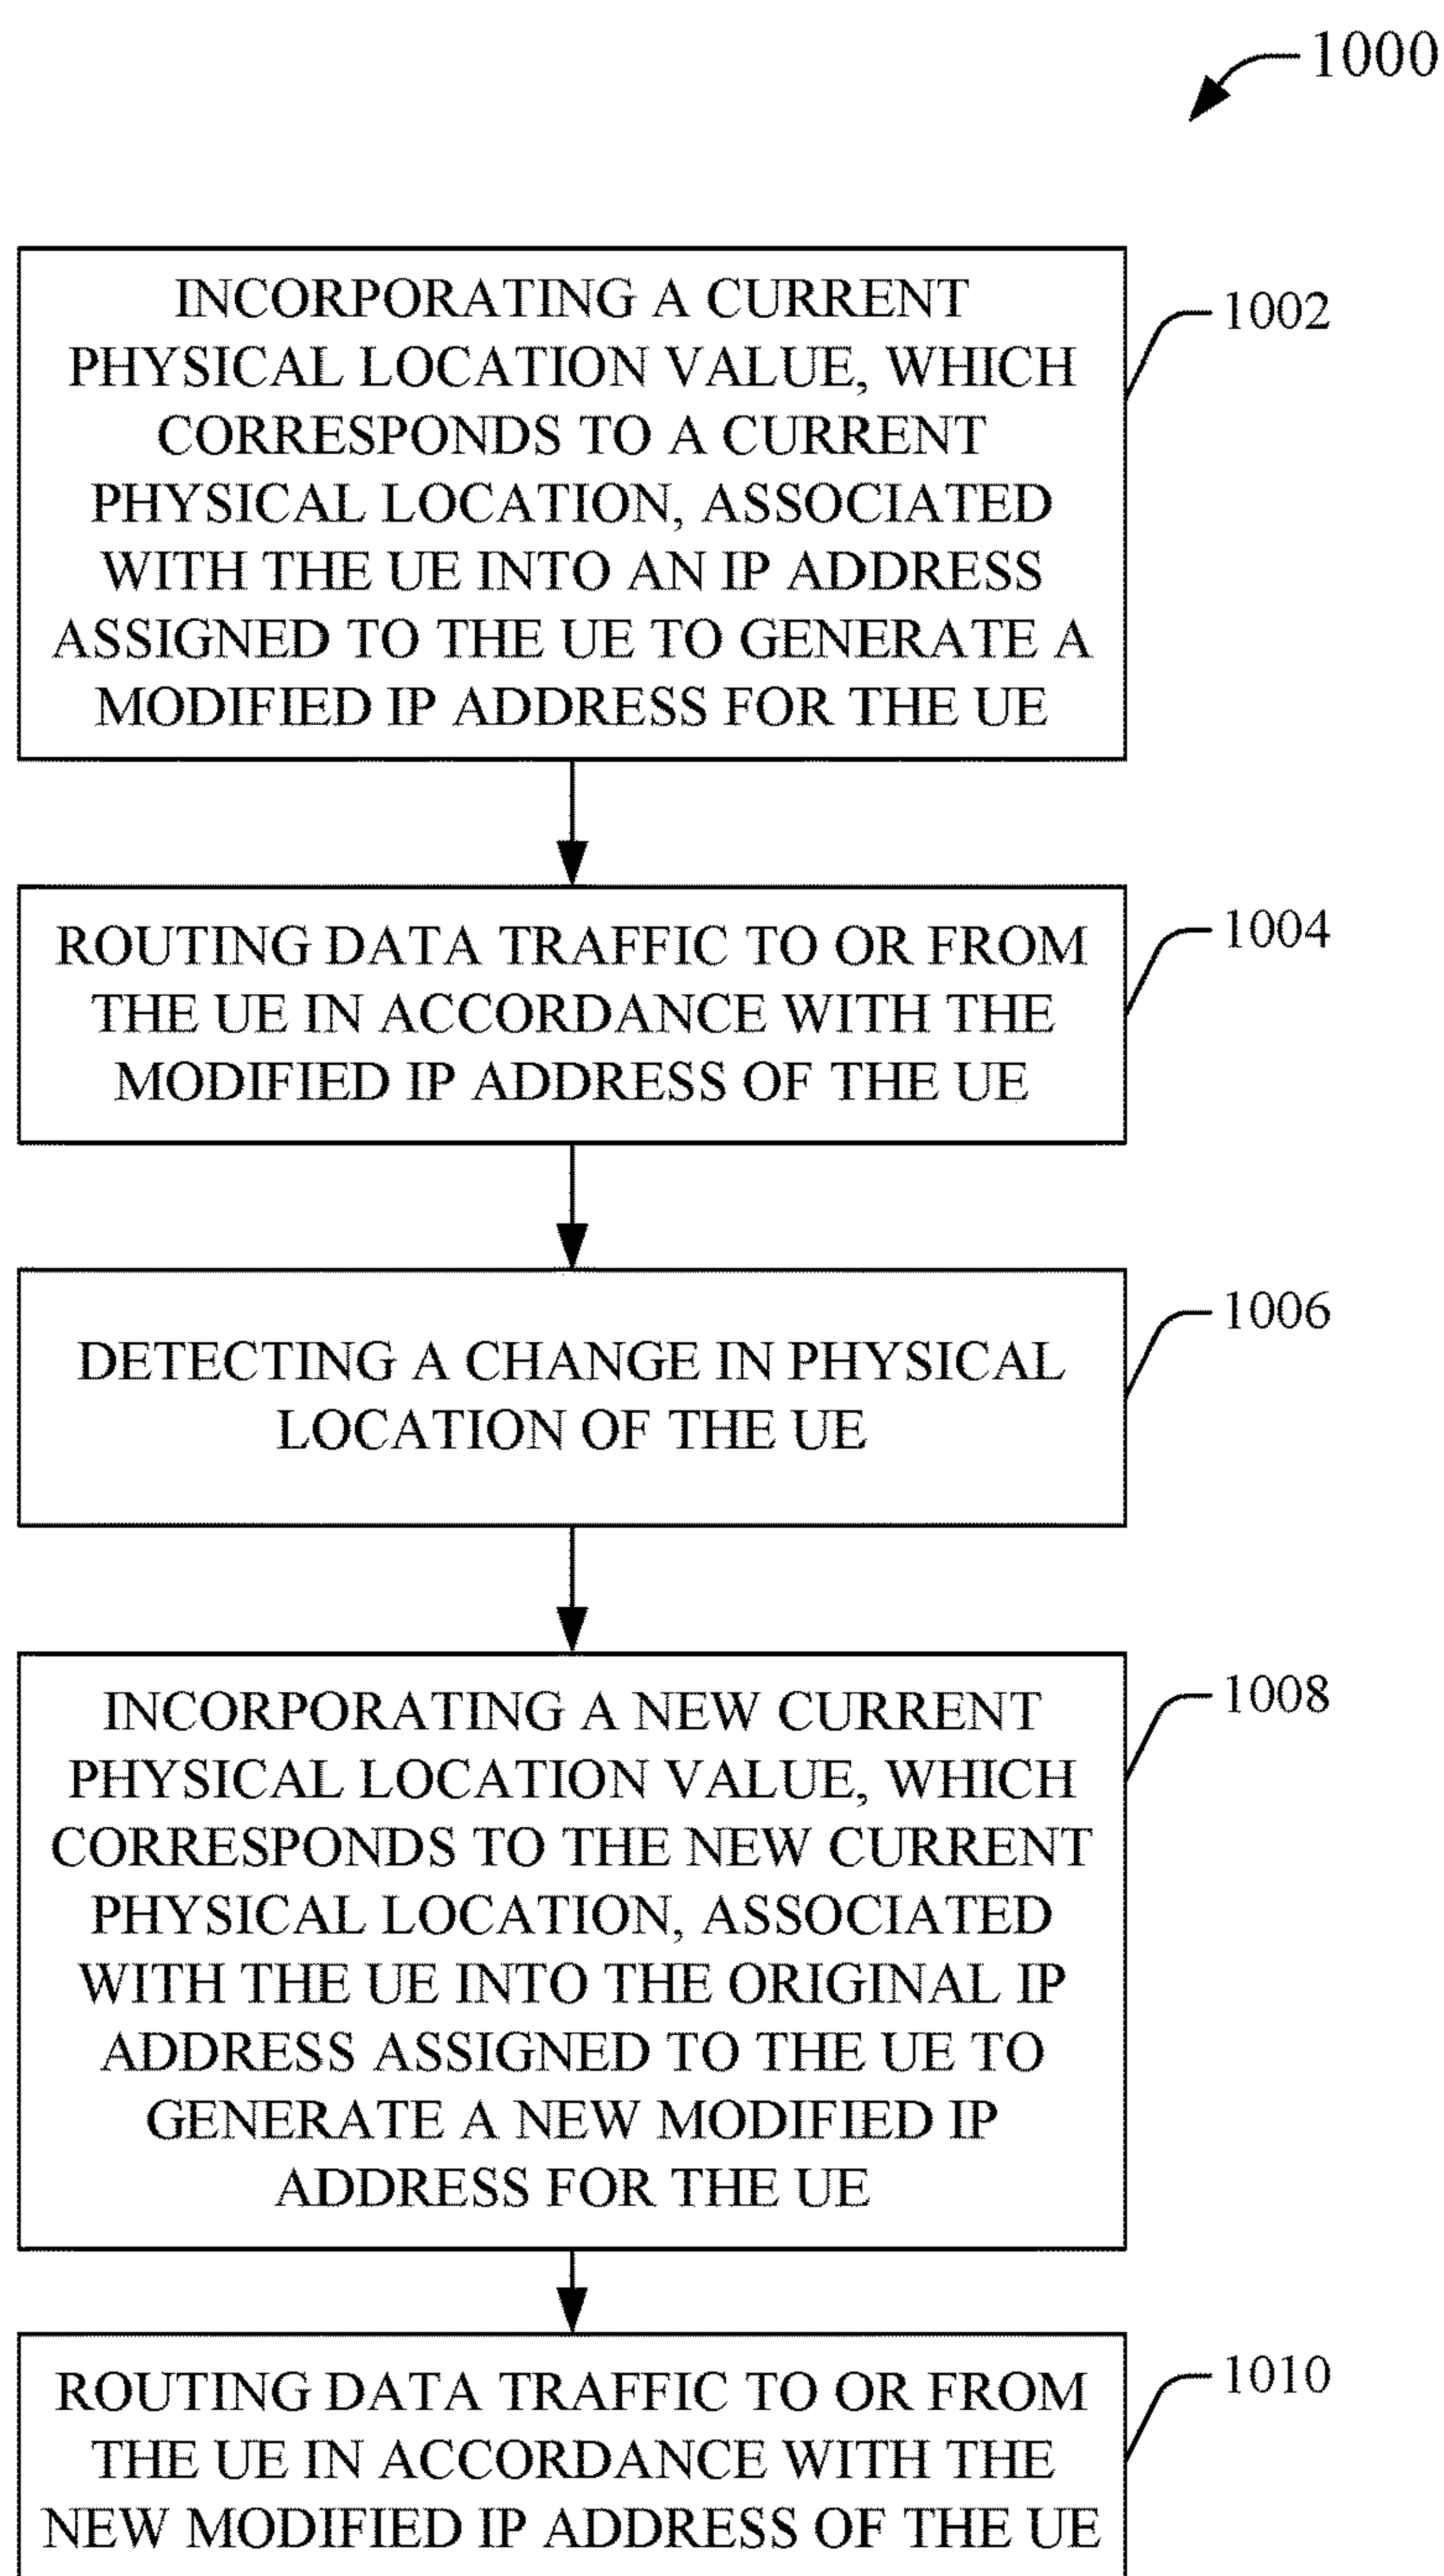 1000
INCORPORATING A CURRENT
PHYSICAL LOCATION VALUE, WHICH
CORRESPONDS TO A CURRENT
PHYSICAL LOCATION, ASSOCIATED
WITH THE UE INTO AN IP ADDRESS
ASSIGNED TO THE UE TO GENERATE A
MODIFIED IP ADDRESS FOR THE UE
1002
ROUTING DATA TRAFFIC TO OR FROM
THE UE IN ACCORDANCE WITH THE
MODIFIED IP ADDRESS OF THE UE
1004
DETECTING A CHANGE IN PHYSICAL
LOCATION OF THE UE
1006
INCORPORATING A NEW CURRENT
PHYSICAL LOCATION VALUE, WHICH
CORRESPONDS TO THE NEW CURRENT
PHYSICAL LOCATION, ASSOCIATED
WITH THE UE INTO THE ORIGINAL IP
ADDRESS ASSIGNED TO THE UE TO
GENERATE A NEW MODIFIED IP
ADDRESS FOR THE UE
1008
ROUTING DATA TRAFFIC TO OR FROM
THE UE IN ACCORDANCE WITH THE
NEW MODIFIED IP ADDRESS OF THE UE
1010